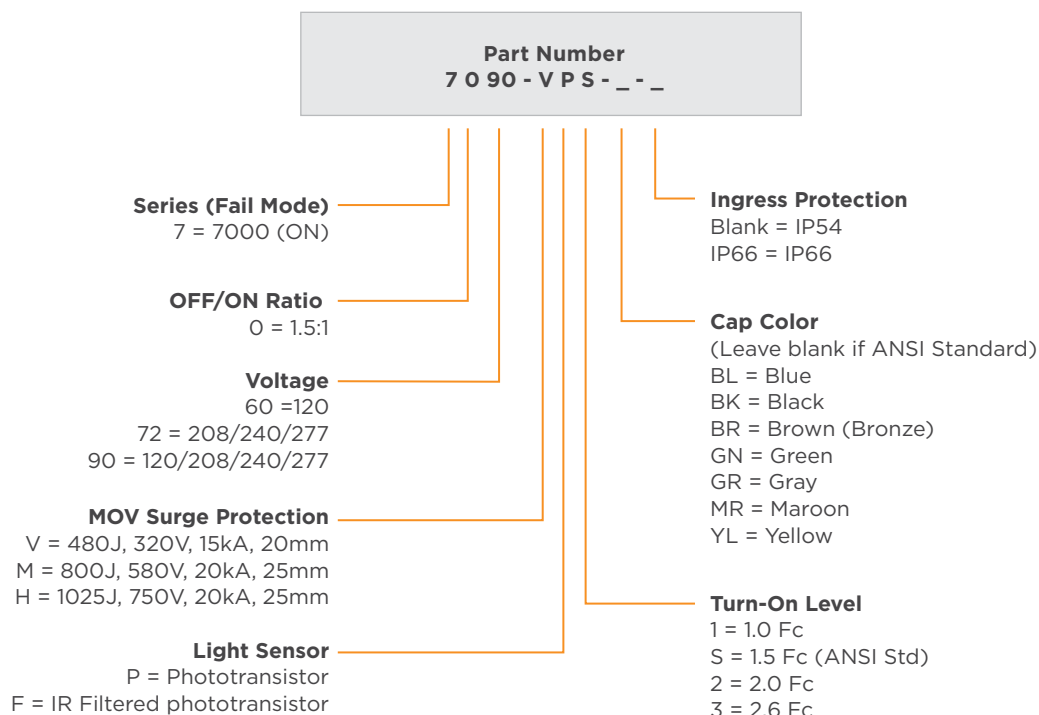 Part Number
7 0 90 - V P S - _ - _
Series (Fail Mode)
7 = 7000 (ON)
OFF/ON Ratio
0 = 1.5:1
Voltage
60 =120
72 = 208/240/277
90 = 120/208/240/277
MOV Surge Protection
V = 480J, 320V, 15kA, 20mm
M = 800J, 580V, 20kA, 25mm
H = 1025J, 750V, 20kA, 25mm
Light Sensor
P = Phototransistor
F = IR Filtered phototransistor
Ingress Protection
Blank = IP54
IP66 = IP66
Cap Color
(Leave blank if ANSI Standard)
BL = Blue
BK = Black
BR = Brown (Bronze)
GN = Green
GR = Gray
MR = Maroon
YL = Yellow
Turn-On Level
1 = 1.0 Fc
S = 1.5 Fc (ANSI Std)
2 = 2.0 Fc
3 = 2.6 Fc